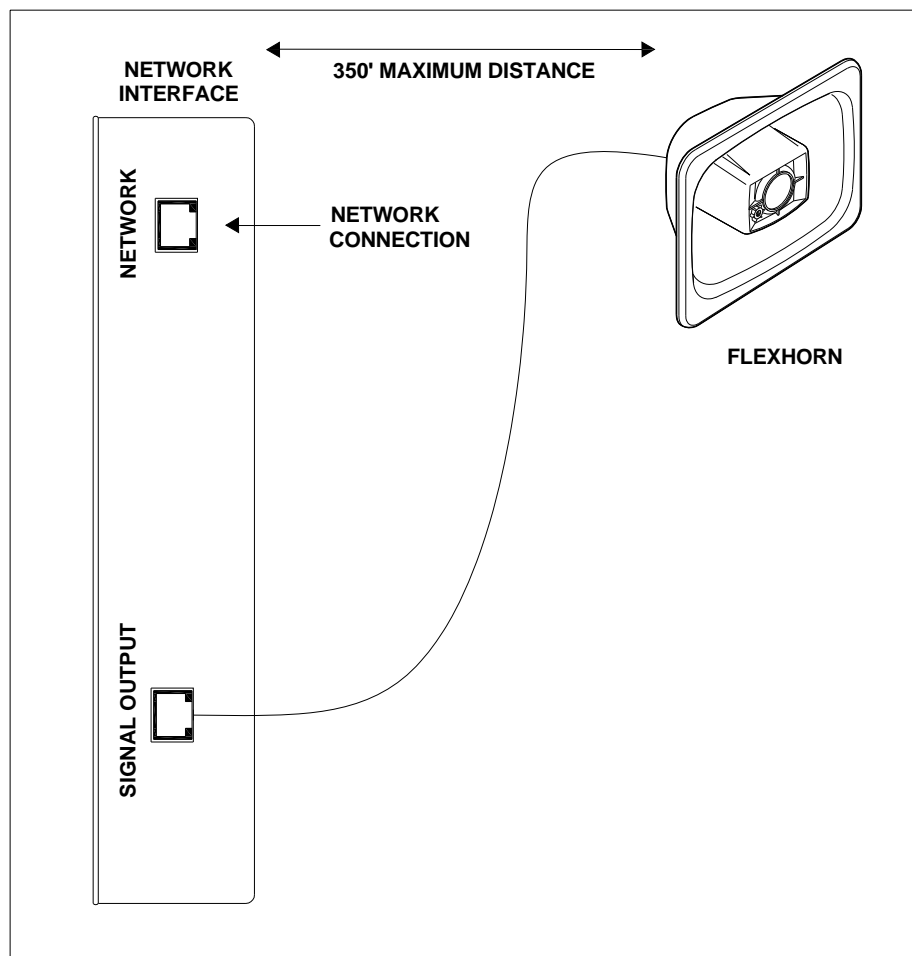 350' MAXIMUM DISTANCE
NETWORK
INTERFACE
NETWORK
NETWORK
CONNECTION
FLEXHORN
SIGNAL OUTPUT